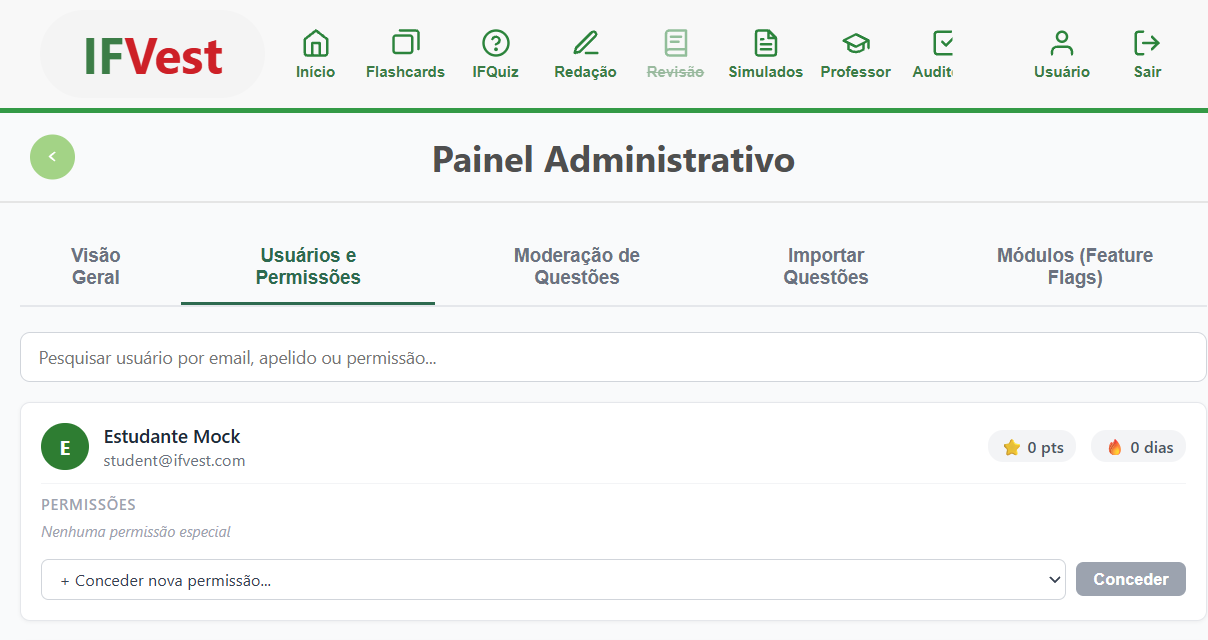 IFVest
Início Flashcards IFQuiz Redação Revisão Simulados Professor Audit Usuário Sair
Painel Administrativo
Visão Geral
Usuários e Permissões
Moderação de Questões
Importar Questões
Módulos (Feature Flags)
Pesquisar usuário por email, apelido ou permissão...
E
Estudante Mock
student@ifvest.com
0 pts
0 dias
PERMISSÕES
Nenhuma permissão especial
+ Conceder nova permissão...
Conceder